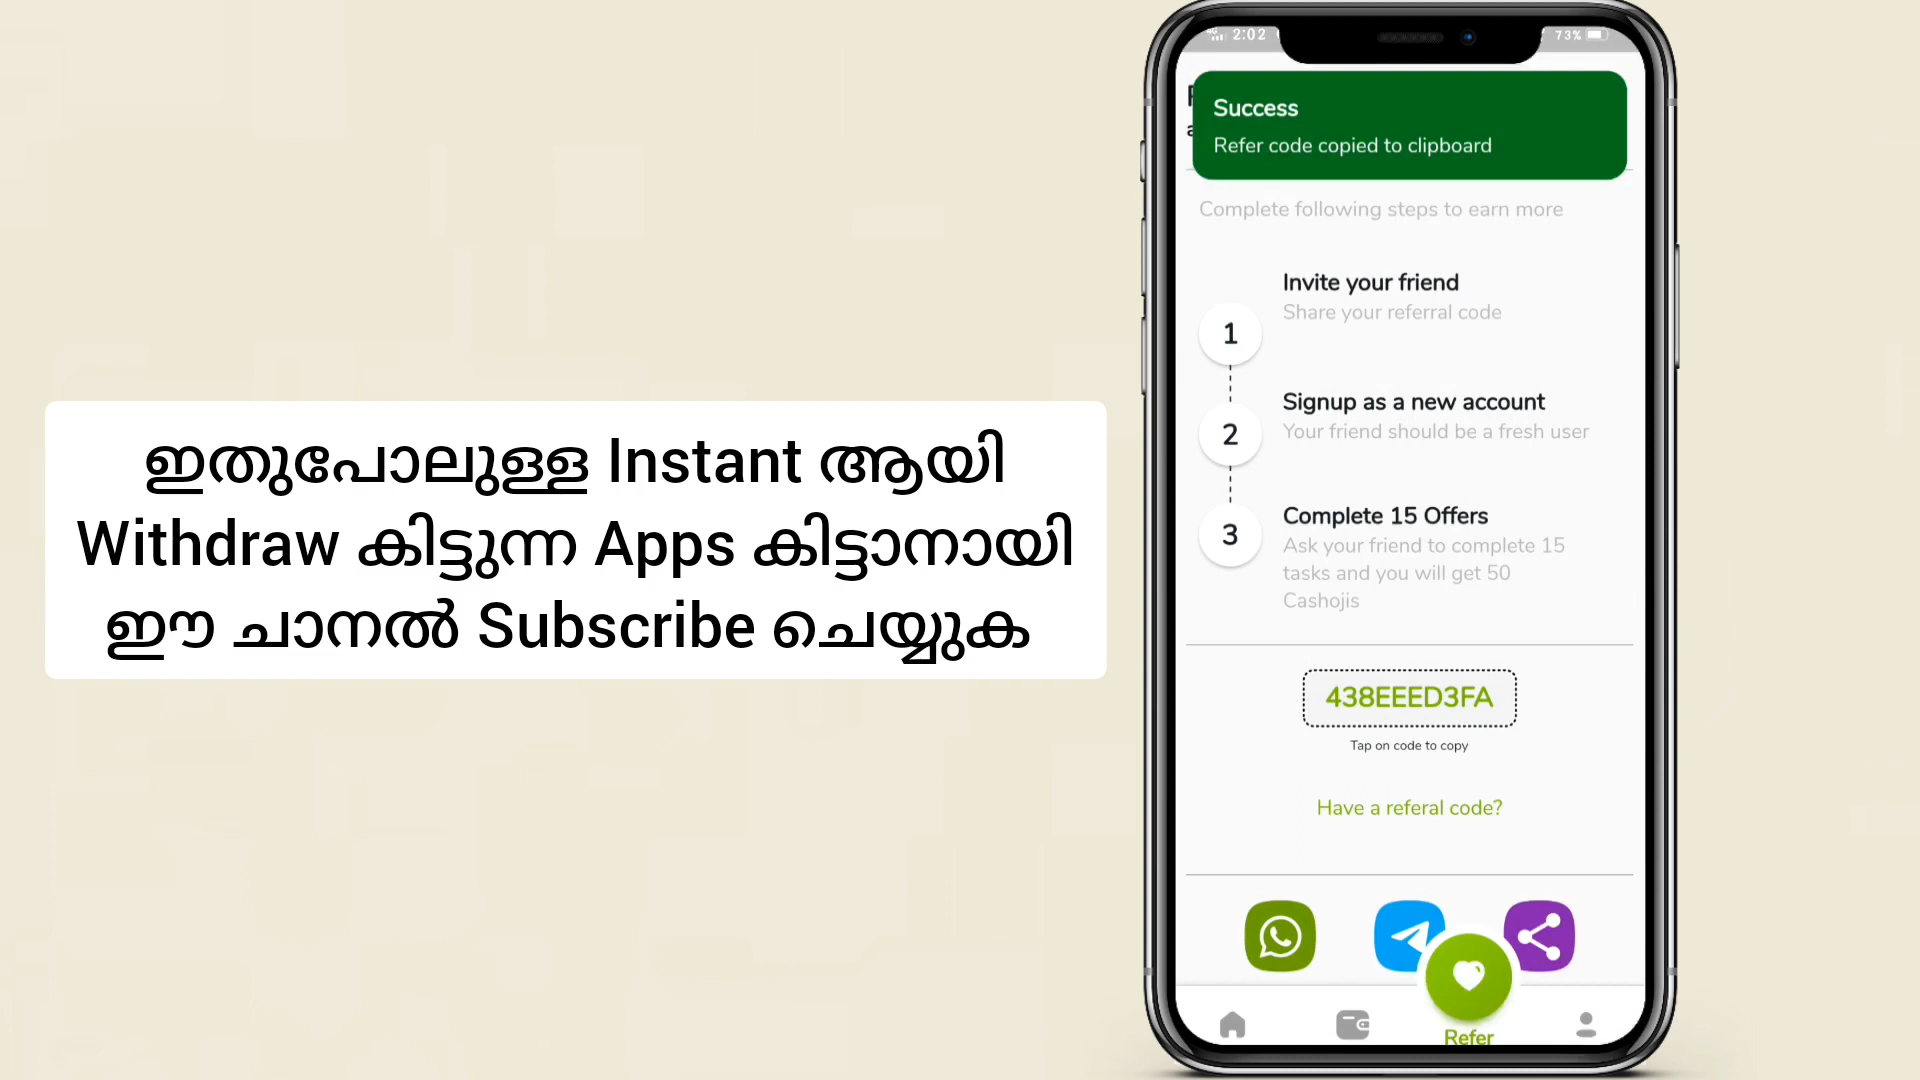 ഇതുപോലുള്ള Instant ആയി
Withdraw കിട്ടുന്ന Apps കിട്ടാനായി
ഈ ചാനൽ Subscribe ചെയ്യുക
2:02
73%
Success
Refer code copied to clipboard
Complete following steps to earn more
1
Invite your friend
Share your referral code
2
Signup as a new account
Your friend should be a fresh user
3
Complete 15 Offers
Ask your friend to complete 15
tasks and you will get 50
Cashojis
438EEED3FA
Tap on code to copy
Have a referal code?
Refer